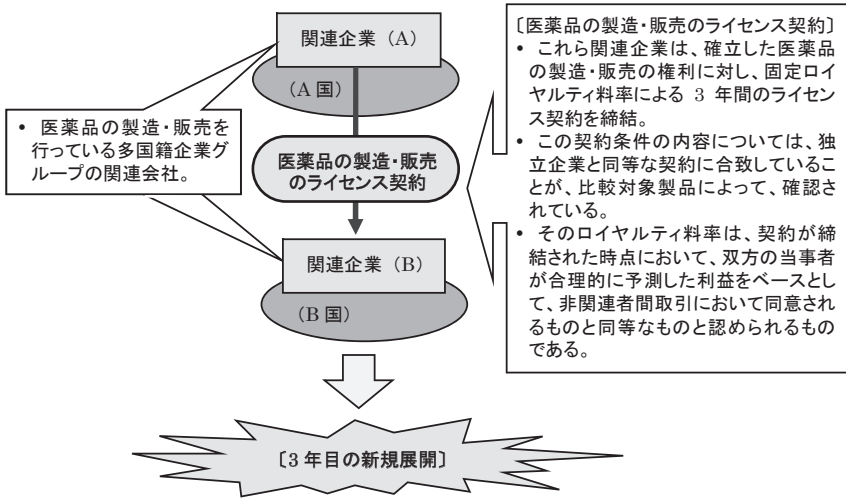 関連企業（A）
（A 国）
• 医薬品の製造・販売を
行っている多国籍企業グ
ループの関連会社。
医薬品の製造・販売
のライセンス契約
関連企業（B）
（B 国）
〔3 年目の新規展開〕
〔医薬品の製造・販売のライセンス契約〕
• これら関連企業は、確立した医薬品
の製造・販売の権利に対し、固定ロイ
ヤルティ料率による 3 年間のライセン
ス契約を締結。
• この契約条件の内容については、独
立企業と同等な契約に合致しているこ
とが、比較対象製品によって、確認さ
れている。
• そのロイヤルティ料率は、契約が締
結された時点において、双方の当事者
が合理的に予測した利益をベースとし
て、非関連者間取引において同意され
るものと同等なものと認められるもの
である。